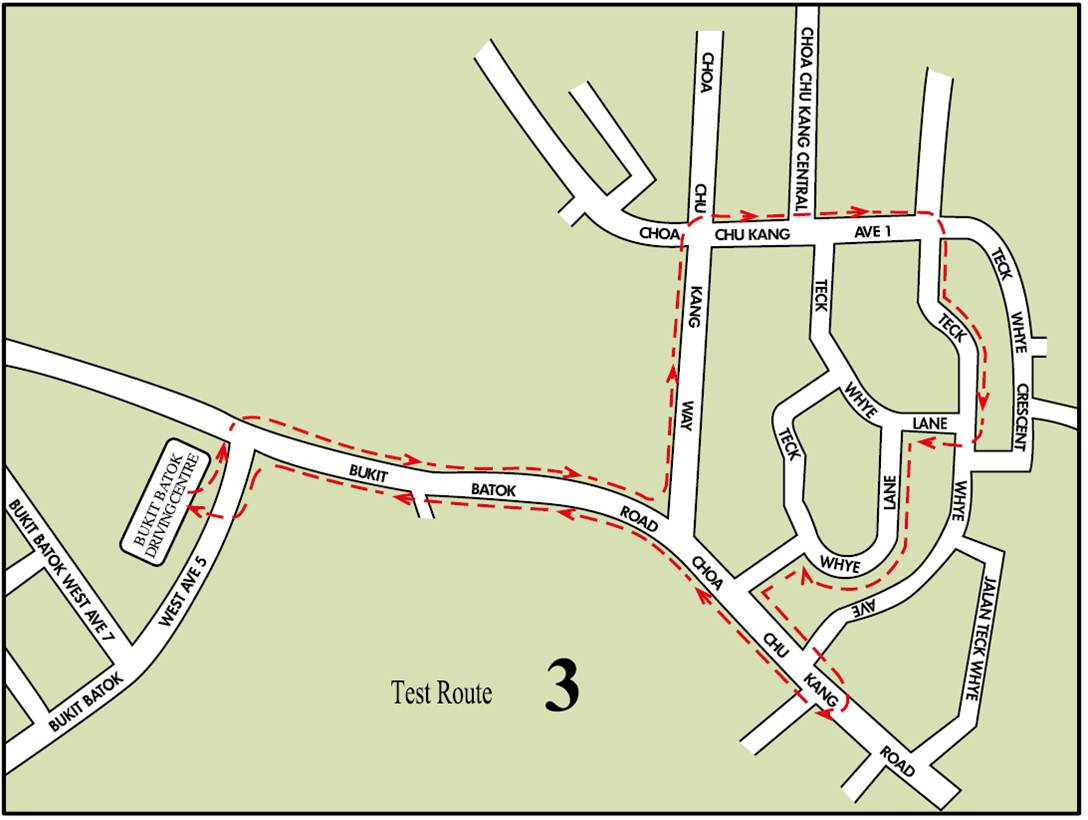 CHOA CHU KANG WAY
CHOA CHU KANG CENTRAL
CHOA CHU KANG AVE 1
TECK WHYE CRESCENT
TECK WHYE LANE
TECK WHYE LANE
TECK WHYE AVE
JALAN TECK WHYE
BUKIT BATOK ROAD
CHOA CHU KANG ROAD
BUKIT BATOK
DRIVING CENTRE
BUKIT BATOK WEST AVE 7
BUKIT BATOK WEST AVE 5
Test Route 3